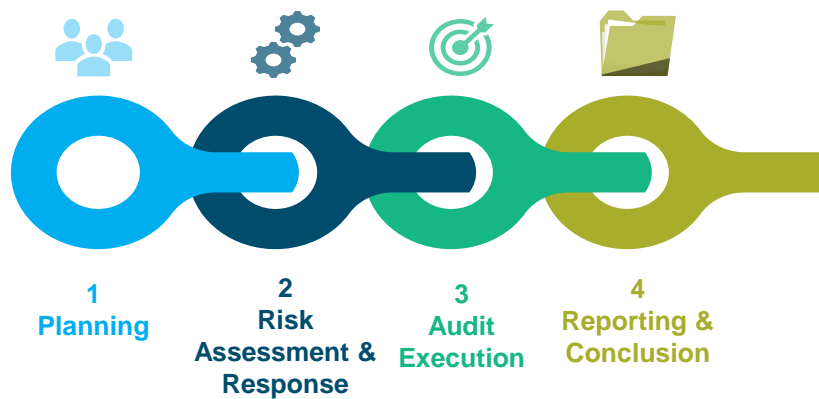 1
Planning
2
Risk
Assessment &
Response
3
Audit
Execution
4
Reporting &
Conclusion